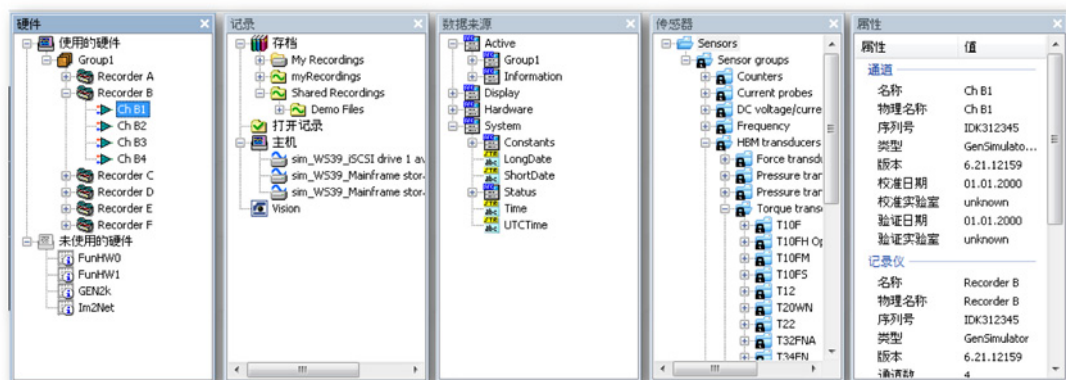 硬件
使用的硬件
Group1
Recorder A
Recorder B
Ch B1
Ch B2
Ch B3
Ch B4
Recorder C
Recorder D
Recorder E
Recorder F
未使用的硬件
FunHW0
FunHW1
GEN2k
Im2Net
记录
存档
My Recordings
myRecordings
Shared Recordings
Demo Files
打开记录
主机
sim_WS39_iSCSI drive 1 av
sim_WS39_Mainframe stor
sim_WS39_Mainframe stor
Vision
数据来源
Active
Group1
Information
Display
Hardware
System
Constants
LongDate
ShortDate
Status
Time
UTCTime
传感器
Sensors
Sensor groups
Counters
Current probes
DC voltage/curre
Frequency
HBM transducers
Force transdu
Pressure tran
Pressure tran
Torque trans
T10F
T10FH Op
T10FM
T10FS
T12
T20WN
T22
T32FNA
T34FN
属性
属性 值
通道
名称 Ch B1
物理名称 Ch B1
序列号 IDK312345
类型 GenSimulato...
版本 6.21.12159
校准日期 01.01.2000
校准实验室 unknown
验证日期 01.01.2000
验证实验室 unknown
记录仪
名称 Recorder B
物理名称 Recorder B
序列号 IDK312345
类型 GenSimulator
版本 6.21.12159
通道数 4